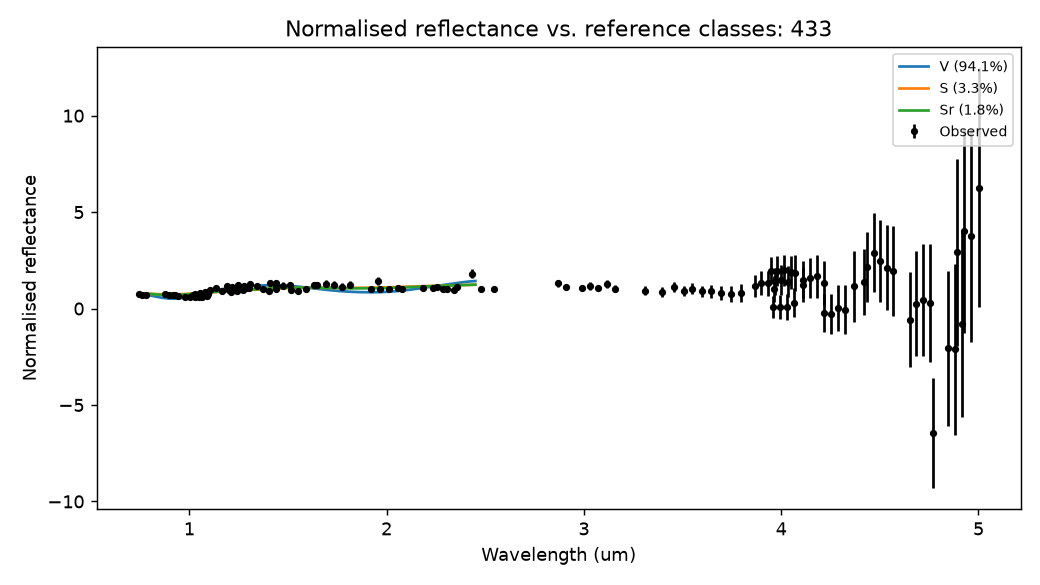 Normalised reflectance vs. reference classes: 433
V (94.1%)
S (3.3%)
Sr (1.8%)
Observed
Normalised reflectance
10
5
0
−5
−10
1 2 3 4 5
Wavelength (um)